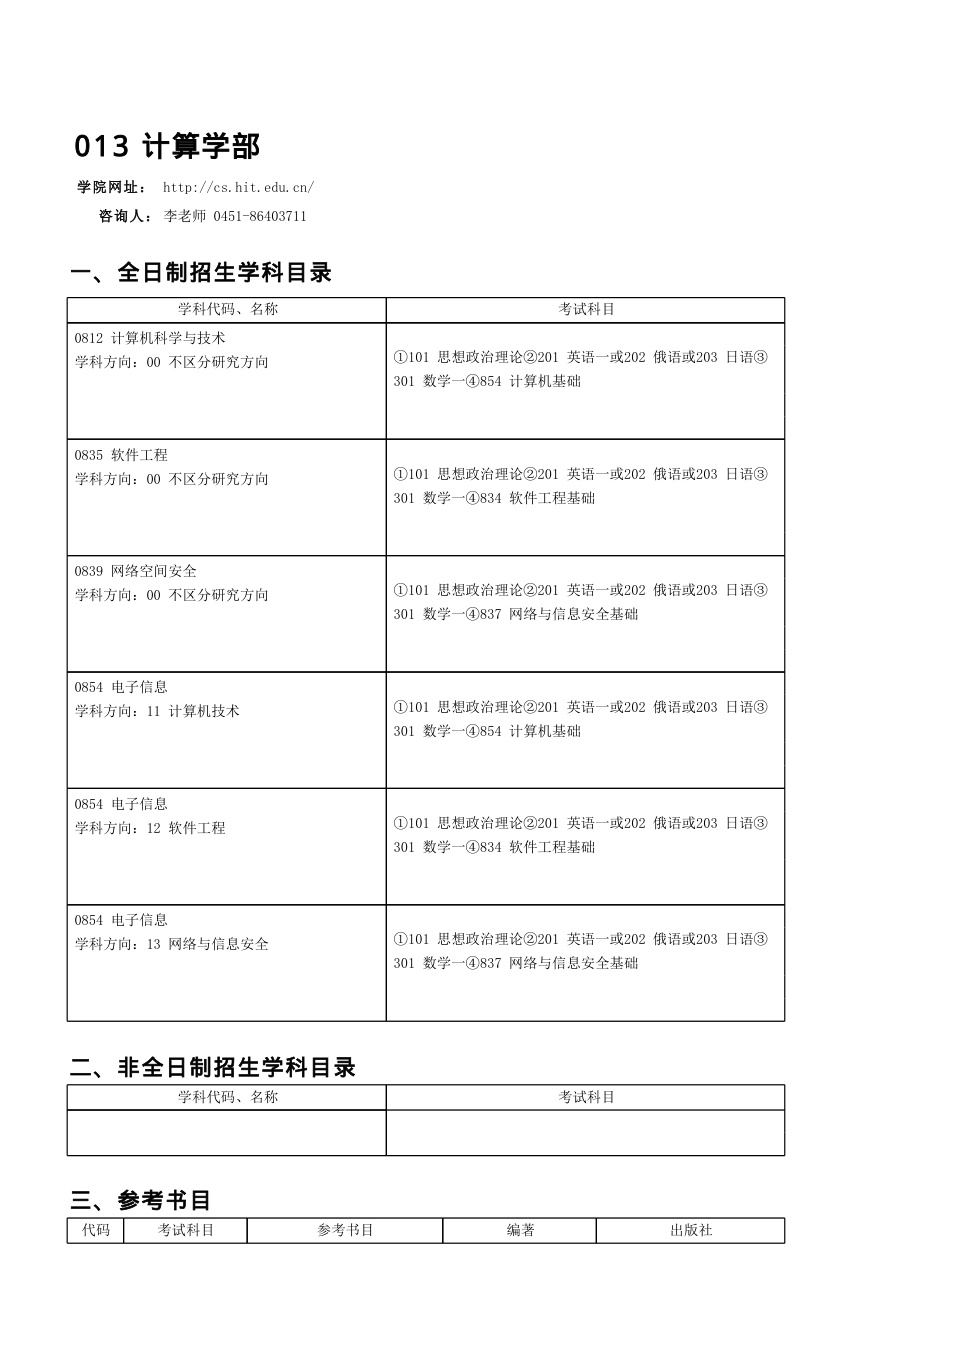 013 计算学部
学院网址： http://cs.hit.edu.cn/
咨询人： 李老师 0451-86403711
一、全日制招生学科目录
学科代码、名称 考试科目
0812 计算机科学与技术
学科方向：00 不区分研究方向
①101 思想政治理论②201 英语一或202 俄语或203 日语③
301 数学一④854 计算机基础
0835 软件工程
学科方向：00 不区分研究方向
①101 思想政治理论②201 英语一或202 俄语或203 日语③
301 数学一④834 软件工程基础
0839 网络空间安全
学科方向：00 不区分研究方向
①101 思想政治理论②201 英语一或202 俄语或203 日语③
301 数学一④837 网络与信息安全基础
0854 电子信息
学科方向：11 计算机技术
①101 思想政治理论②201 英语一或202 俄语或203 日语③
301 数学一④854 计算机基础
0854 电子信息
学科方向：12 软件工程
①101 思想政治理论②201 英语一或202 俄语或203 日语③
301 数学一④834 软件工程基础
0854 电子信息
学科方向：13 网络与信息安全
①101 思想政治理论②201 英语一或202 俄语或203 日语③
301 数学一④837 网络与信息安全基础
二、非全日制招生学科目录
学科代码、名称 考试科目
三、参考书目
代码 考试科目 参考书目 编著 出版社